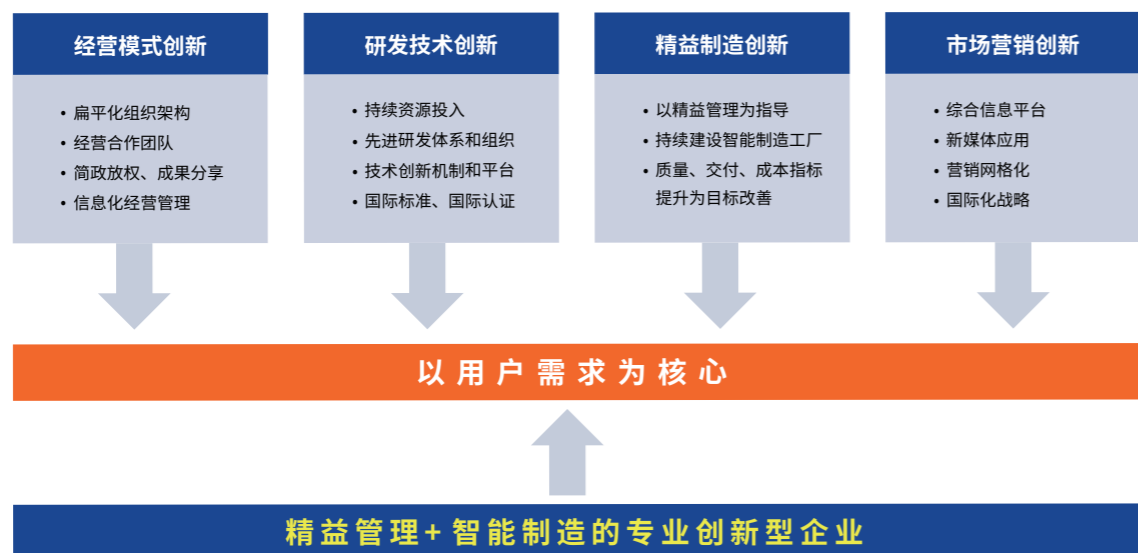 经营模式创新
• 扁平化组织架构
• 经营合作团队
• 简政放权、成果分享
• 信息化经营管理
研发技术创新
• 持续资源投入
• 先进研发体系和组织
• 技术创新机制和平台
• 国际标准、国际认证
精益制造创新
• 以精益管理为指导
• 持续建设智能制造工厂
• 质量、交付、成本指标
提升为目标改善
市场营销创新
• 综合信息平台
• 新媒体应用
• 营销网格化
• 国际化战略
以用户需求为核心
精益管理+智能制造的专业创新型企业